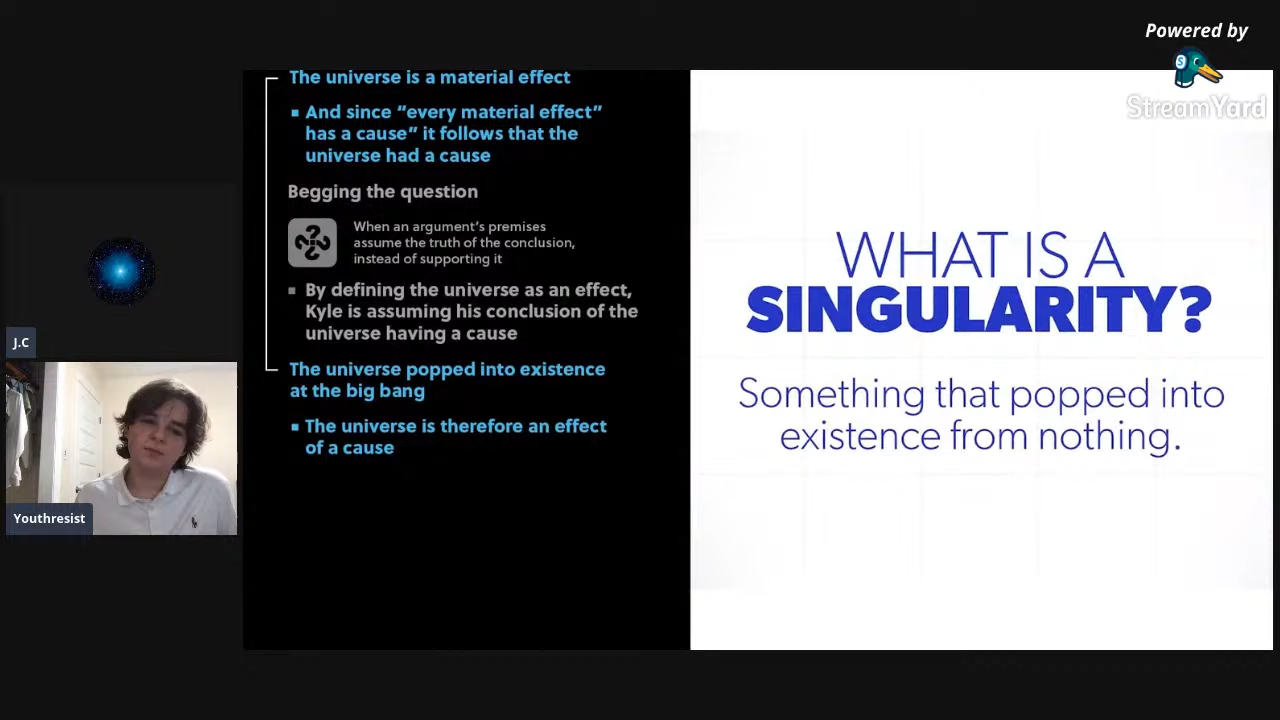 Powered by
StreamYard
The universe is a material effect
▪ And since “every material effect”
has a cause” it follows that the
universe had a cause
Begging the question
When an argument’s premises
assume the truth of the conclusion,
instead of supporting it
▪ By defining the universe as an effect,
Kyle is assuming his conclusion of the
universe having a cause
The universe popped into existence
at the big bang
▪ The universe is therefore an effect
of a cause
WHAT IS A
SINGULARITY?
Something that popped into
existence from nothing.
J.C
Youthresist